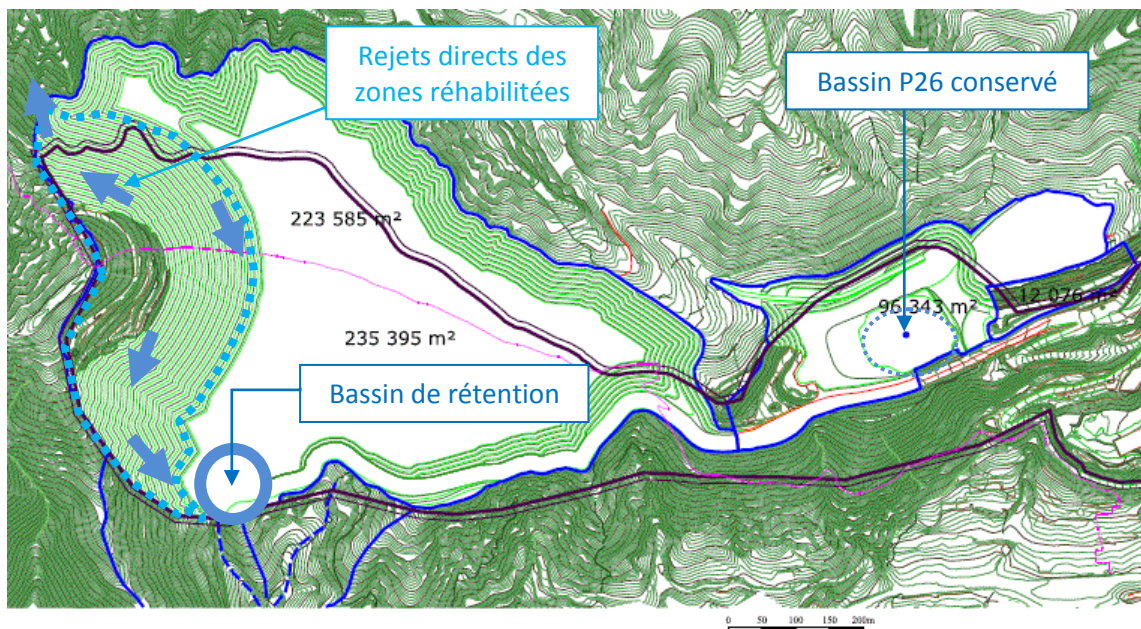 Rejets directs des
zones réhabilitées
Bassin P26 conservé
223 585 m²
96 343 m²
12 076 m²
235 395 m²
Bassin de rétention
0 50 100 150 200m